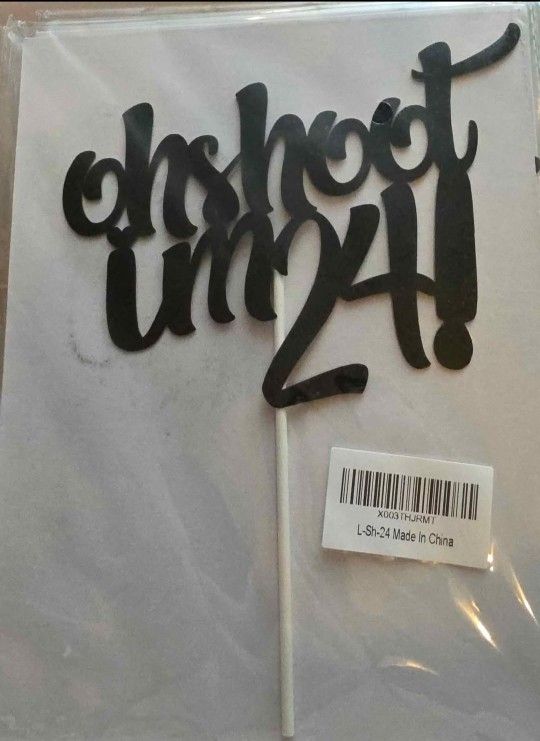 oh shoot
im 24!
X003THJRMT
L-Sh-24 Made In China